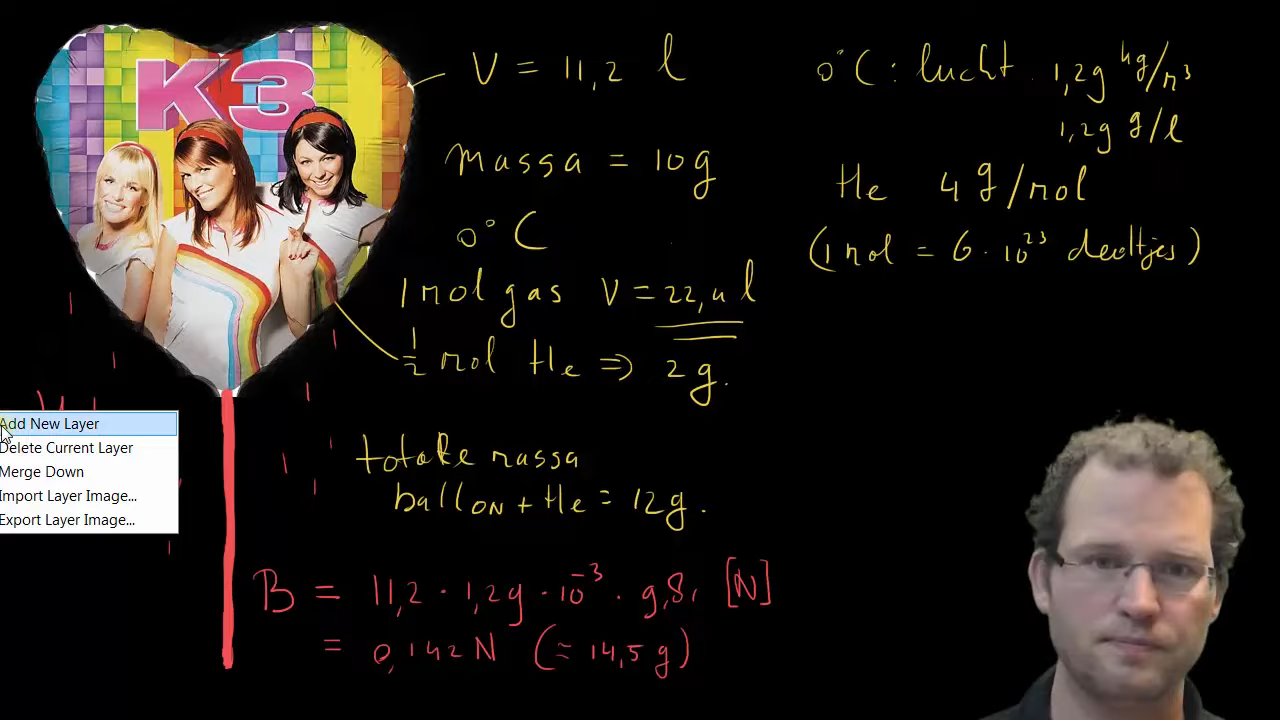 K3
V = 11,2 l
massa = 10g
0°C
1 mol gas V = 22,4 l
1/2 mol He => 2g.
totale massa
ballon + He = 12g.
B = 11,2 · 1,29 · 10⁻³ · 9,81 [N]
= 0,142 N (≈ 14,5 g)
0°C : lucht 1,29 kg/m³
1,29 g/l
He 4 g/mol
(1 mol = 6 · 10²³ deeltjes)
Add New Layer
Delete Current Layer
Merge Down
Import Layer Image...
Export Layer Image...